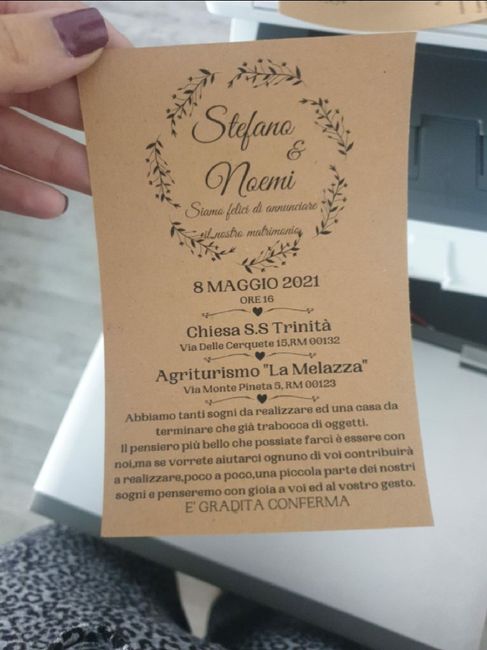 Stefano
&
Noemi
Siamo felici di annunciare
il nostro matrimonio
8 MAGGIO 2021
ORE 16
Chiesa S.S Trinità
Via Delle Cerquete 15,RM 00132
Agriturismo "La Melazza"
Via Monte Pineta 5, RM 00123
Abbiamo tanti sogni da realizzare ed una casa da
terminare che già trabocca di oggetti.
Il pensiero più bello che possiate farci è essere con
noi,ma se vorrete aiutarci ognuno di voi contribuirà
a realizzare,poco a poco,una piccola parte dei nostri
sogni e penseremo con gioia a voi ed al vostro gesto.
E' GRADITA CONFERMA